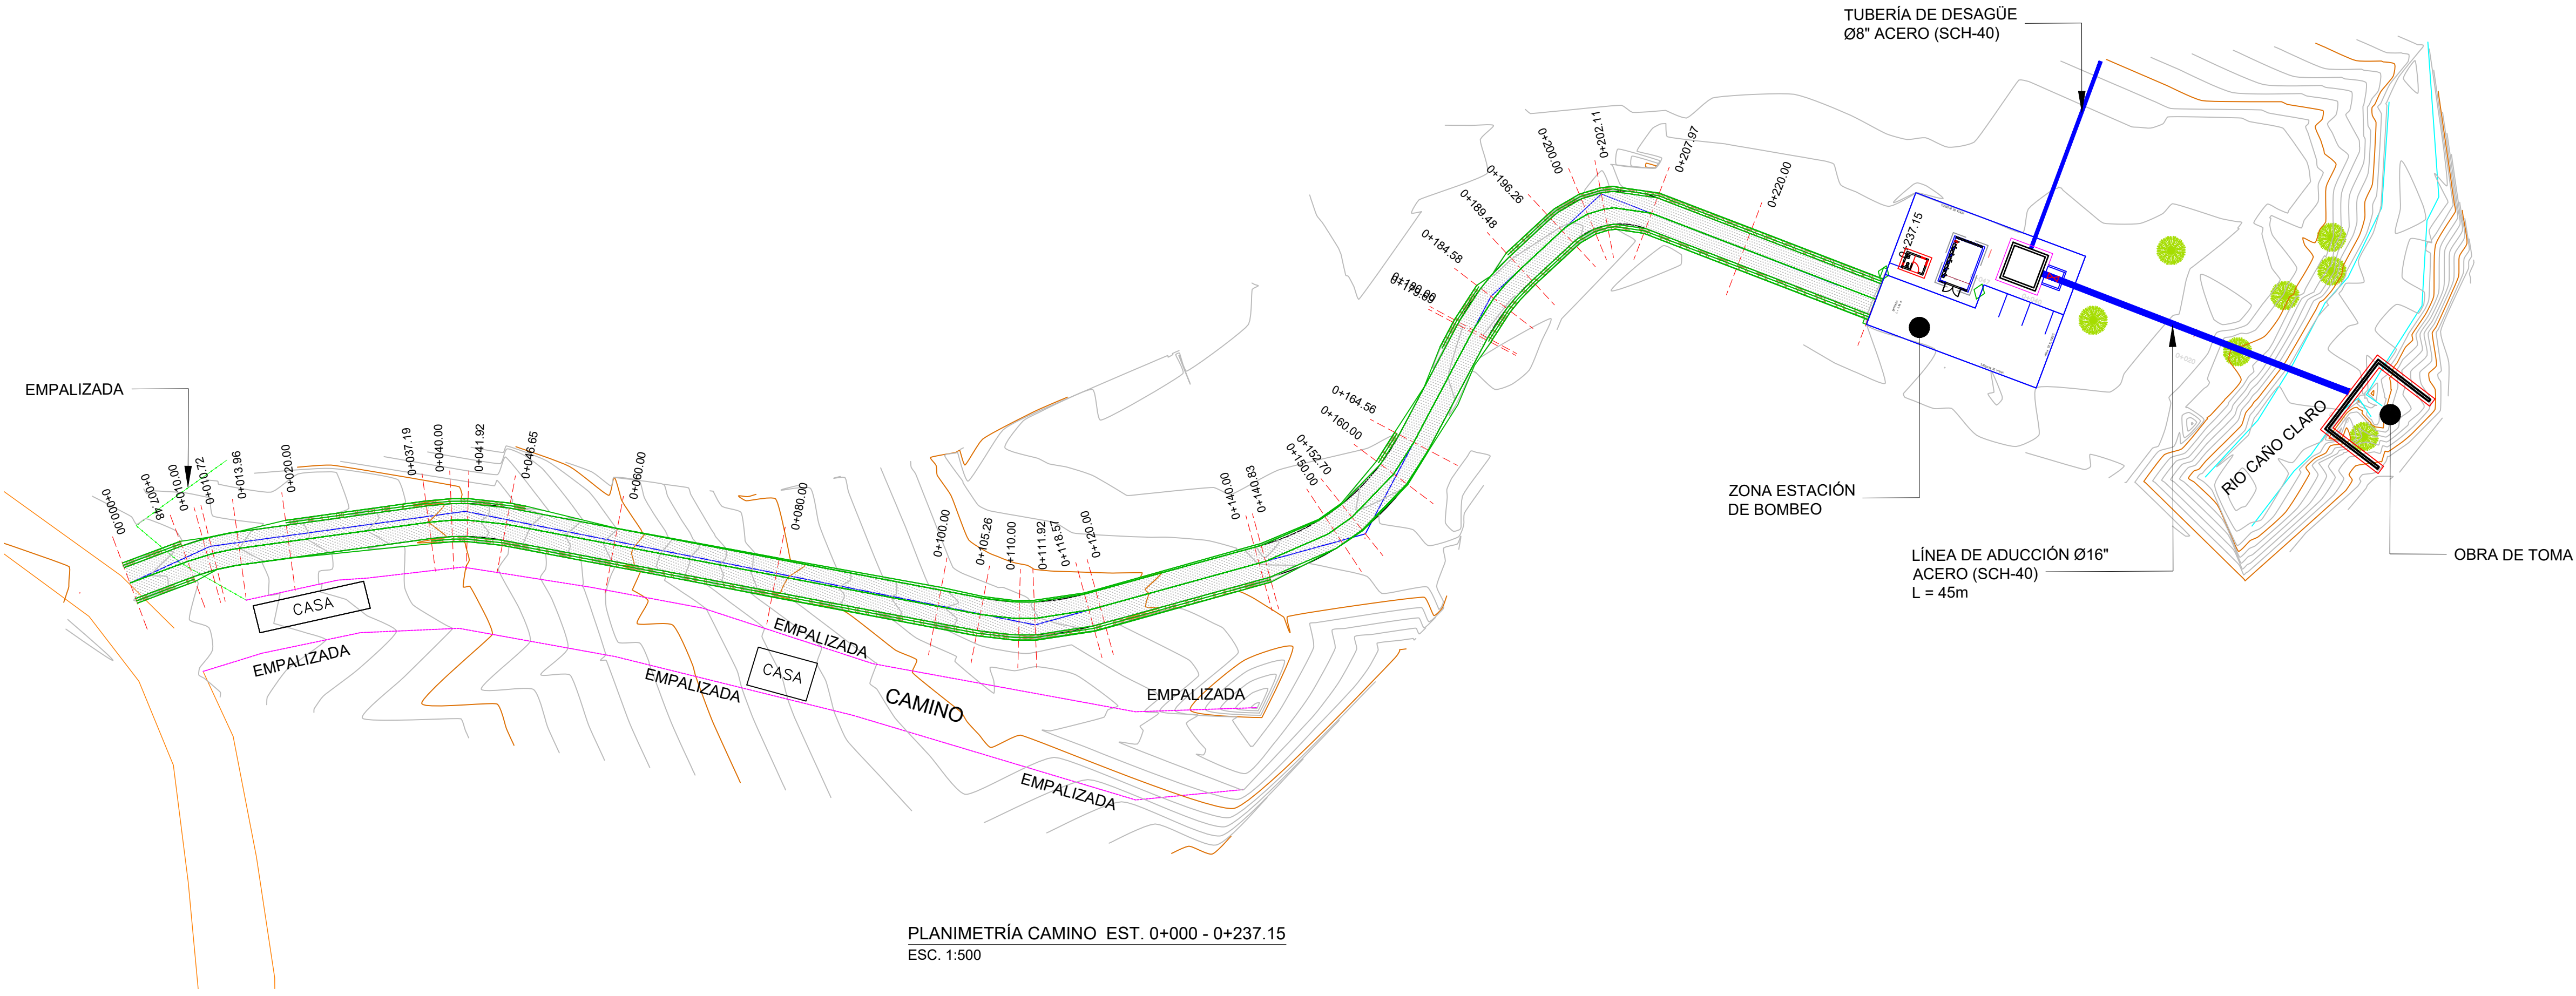 TUBERÍA DE DESAGÜE
Ø8" ACERO (SCH-40)
EMPALIZADA
0+000.00
0+007.48
0+010.00
0+010.72
0+013.96
0+020.00
0+037.19
0+040.00
0+041.92
0+046.65
0+060.00
0+080.00
0+100.00
0+105.26
0+110.00
0+111.92
0+118.57
0+120.00
0+140.00
0+140.83
0+150.00
0+152.70
0+160.00
0+164.56
0+180.00
0+184.58
0+189.48
0+196.26
0+200.00
0+202.11
0+207.97
0+220.00
0+237.15
CASA
EMPALIZADA
EMPALIZADA
EMPALIZADA
CASA
CAMINO
EMPALIZADA
EMPALIZADA
ZONA ESTACIÓN
DE BOMBEO
LÍNEA DE ADUCCIÓN Ø16"
ACERO (SCH-40)
L = 45m
0+020
RIO CAÑO CLARO
OBRA DE TOMA
PLANIMETRÍA CAMINO EST. 0+000 - 0+237.15
ESC. 1:500